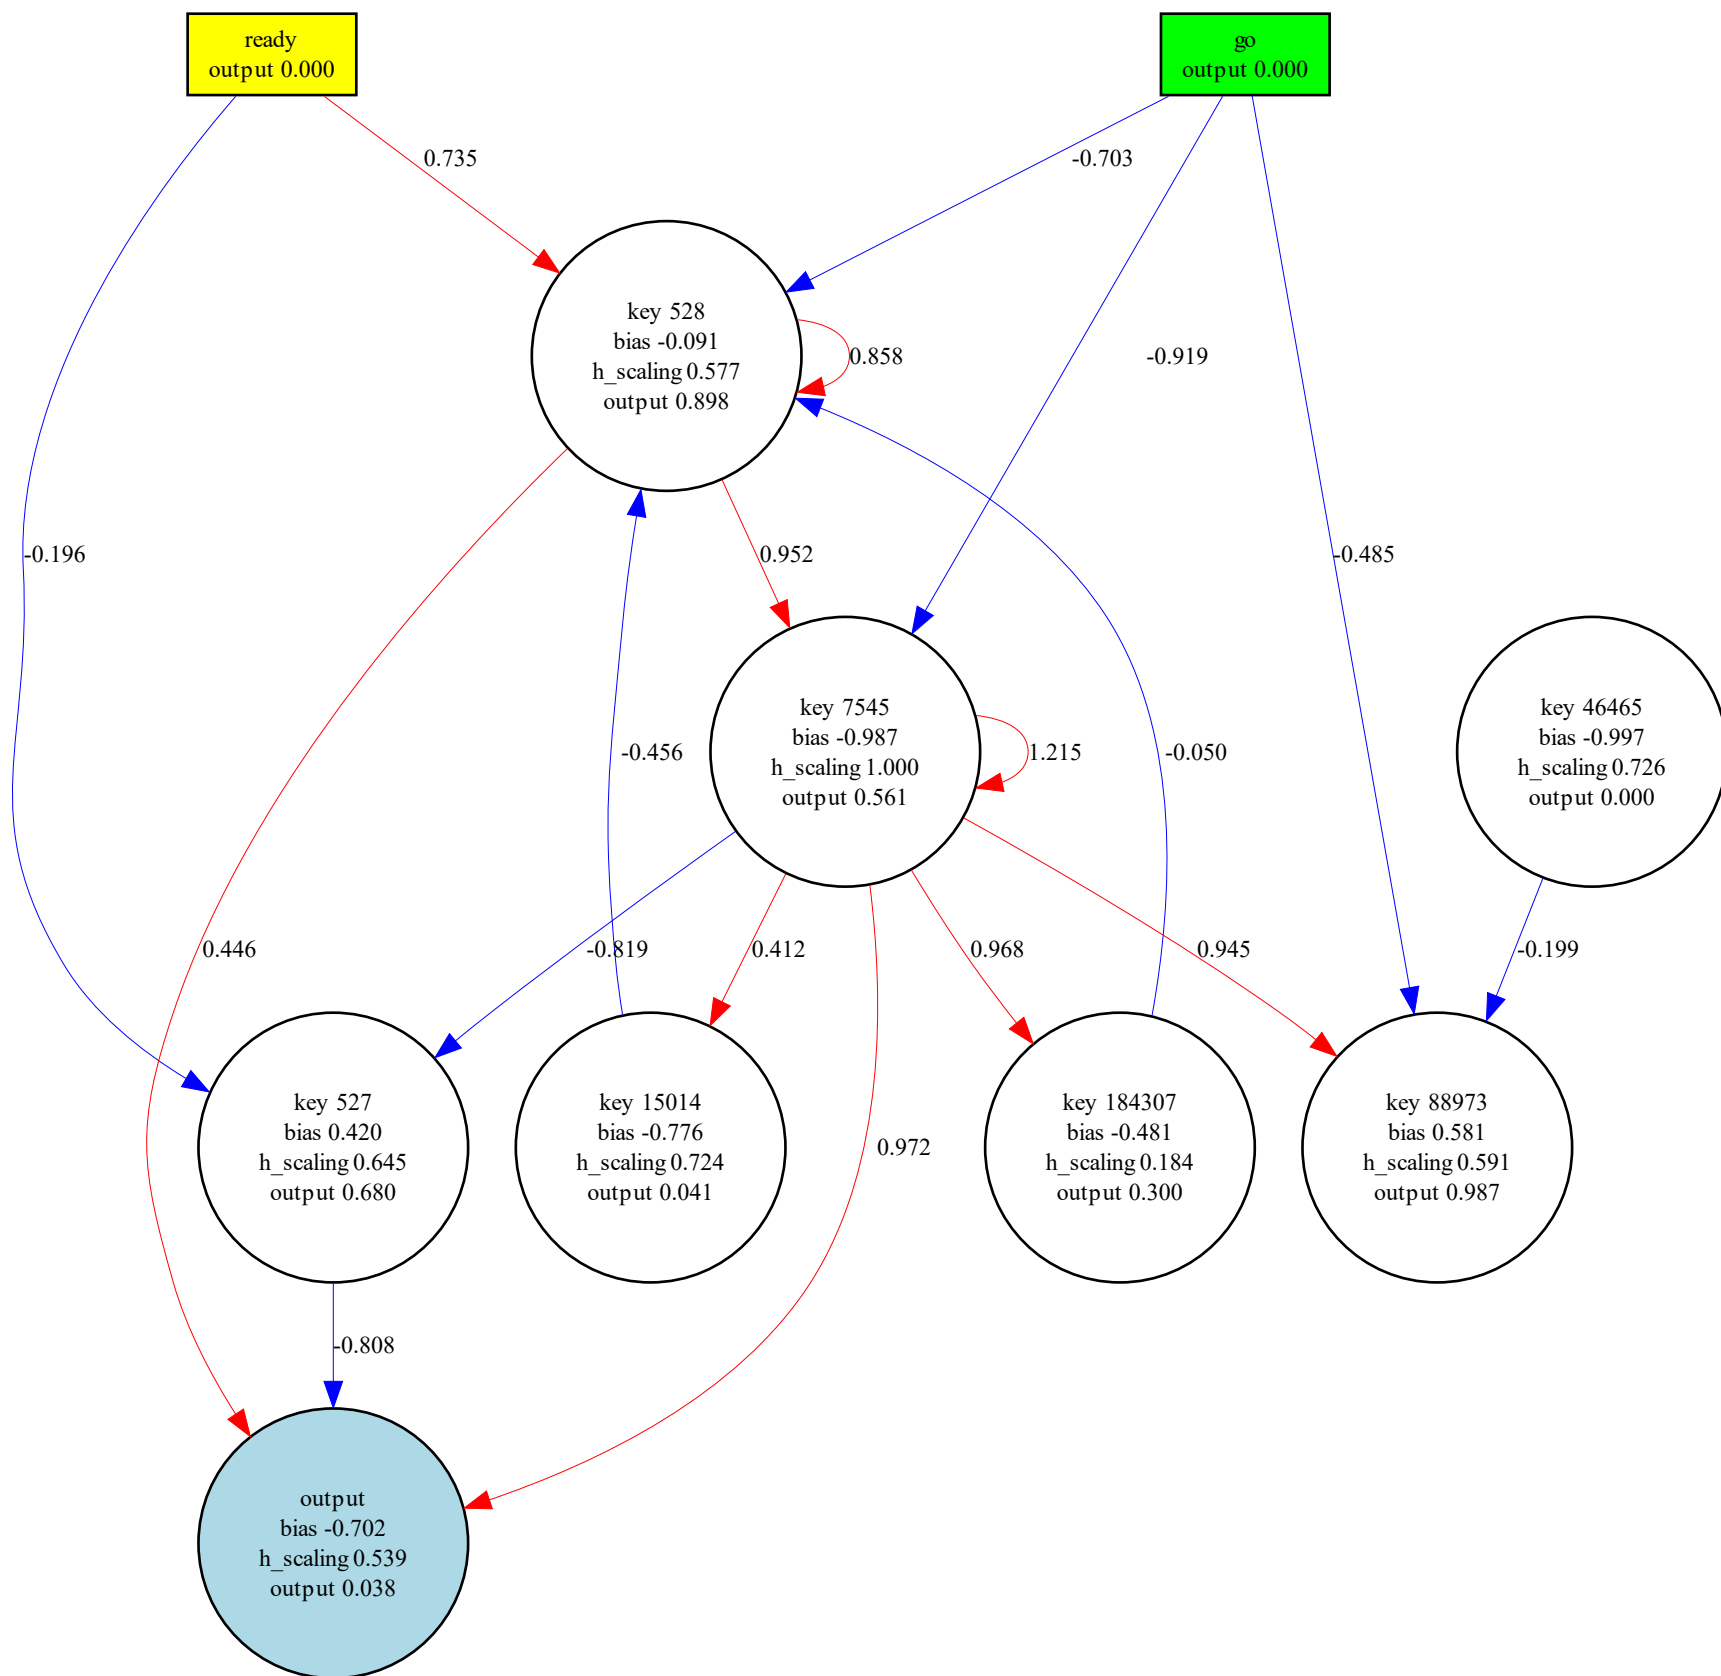 ready
output 0.000
go
output 0.000
0.735
-0.703
key 528
bias -0.091
h_scaling 0.577
output 0.898
0.858
-0.919
-0.196
0.952
-0.485
key 7545
bias -0.987
h_scaling 1.000
output 0.561
1.215
-0.456
-0.050
key 46465
bias -0.997
h_scaling 0.726
output 0.000
0.446
-0.819
0.412
0.968
0.945
-0.199
key 527
bias 0.420
h_scaling 0.645
output 0.680
key 15014
bias -0.776
h_scaling 0.724
output 0.041
0.972
key 184307
bias -0.481
h_scaling 0.184
output 0.300
key 88973
bias 0.581
h_scaling 0.591
output 0.987
-0.808
output
bias -0.702
h_scaling 0.539
output 0.038